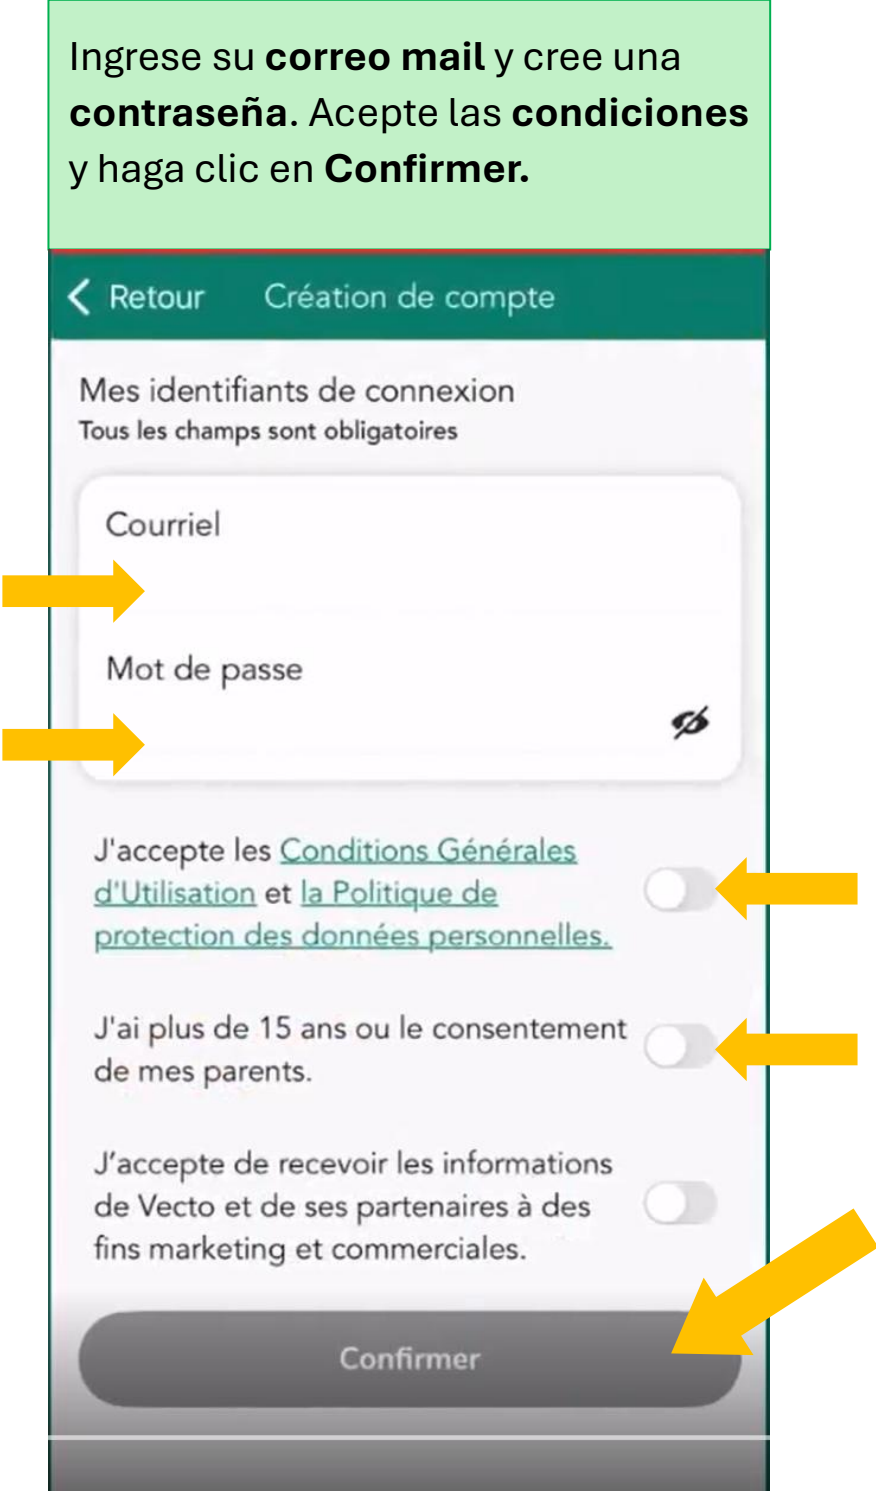 Ingrese su correo mail y cree una
contraseña. Acepte las condiciones
y haga clic en Confirmer.
Retour Création de compte
Mes identifiants de connexion
Tous les champs sont obligatoires
Courriel
Mot de passe
J'accepte les Conditions Générales
d'Utilisation et la Politique de
protection des données personnelles.
J'ai plus de 15 ans ou le consentement
de mes parents.
J’accepte de recevoir les informations
de Vecto et de ses partenaires à des
fins marketing et commerciales.
Confirmer